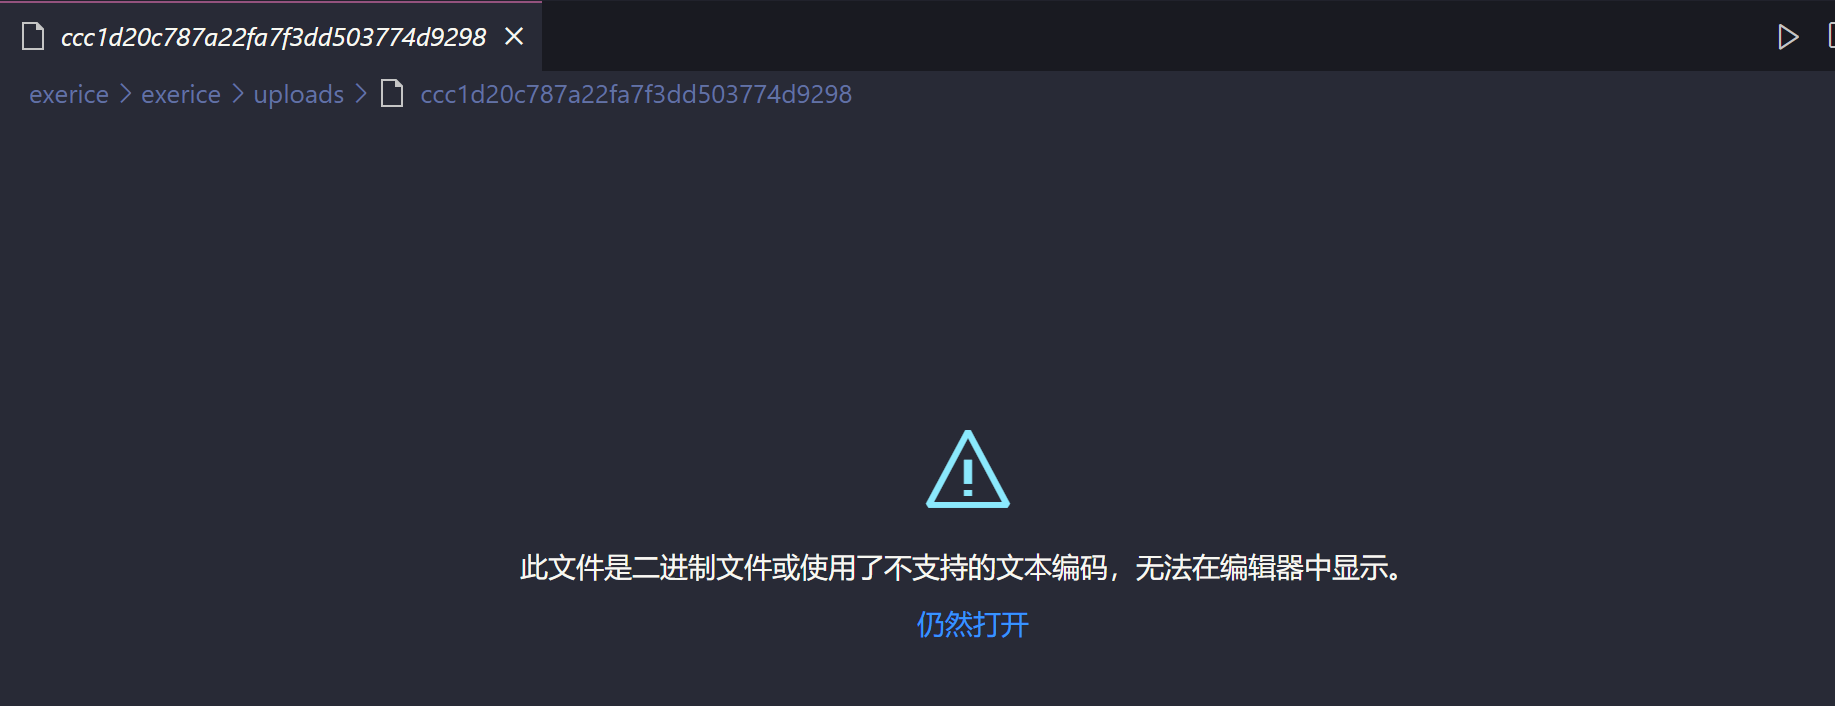 ccc1d20c787a22fa7f3dd503774d9298
exerice > exerice > uploads > ccc1d20c787a22fa7f3dd503774d9298
此文件是二进制文件或使用了不支持的文本编码，无法在编辑器中显示。
仍然打开